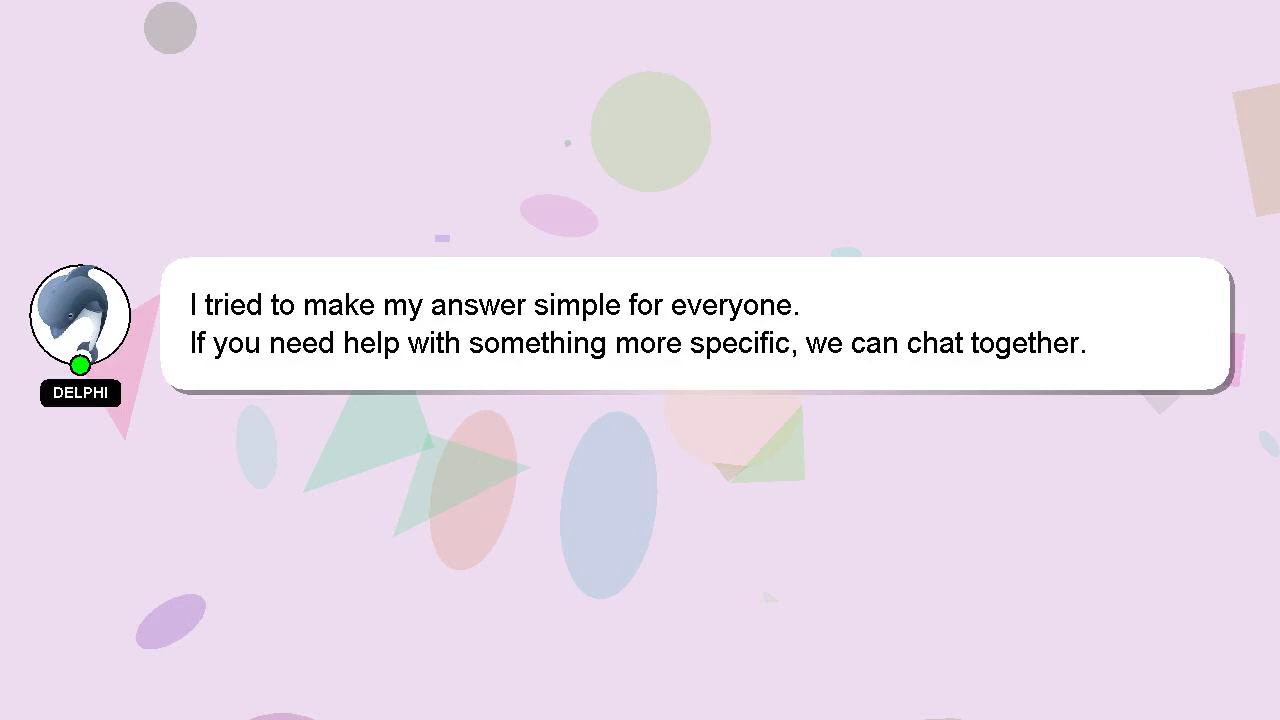 I tried to make my answer simple for everyone.
If you need help with something more specific, we can chat together.
DELPHI